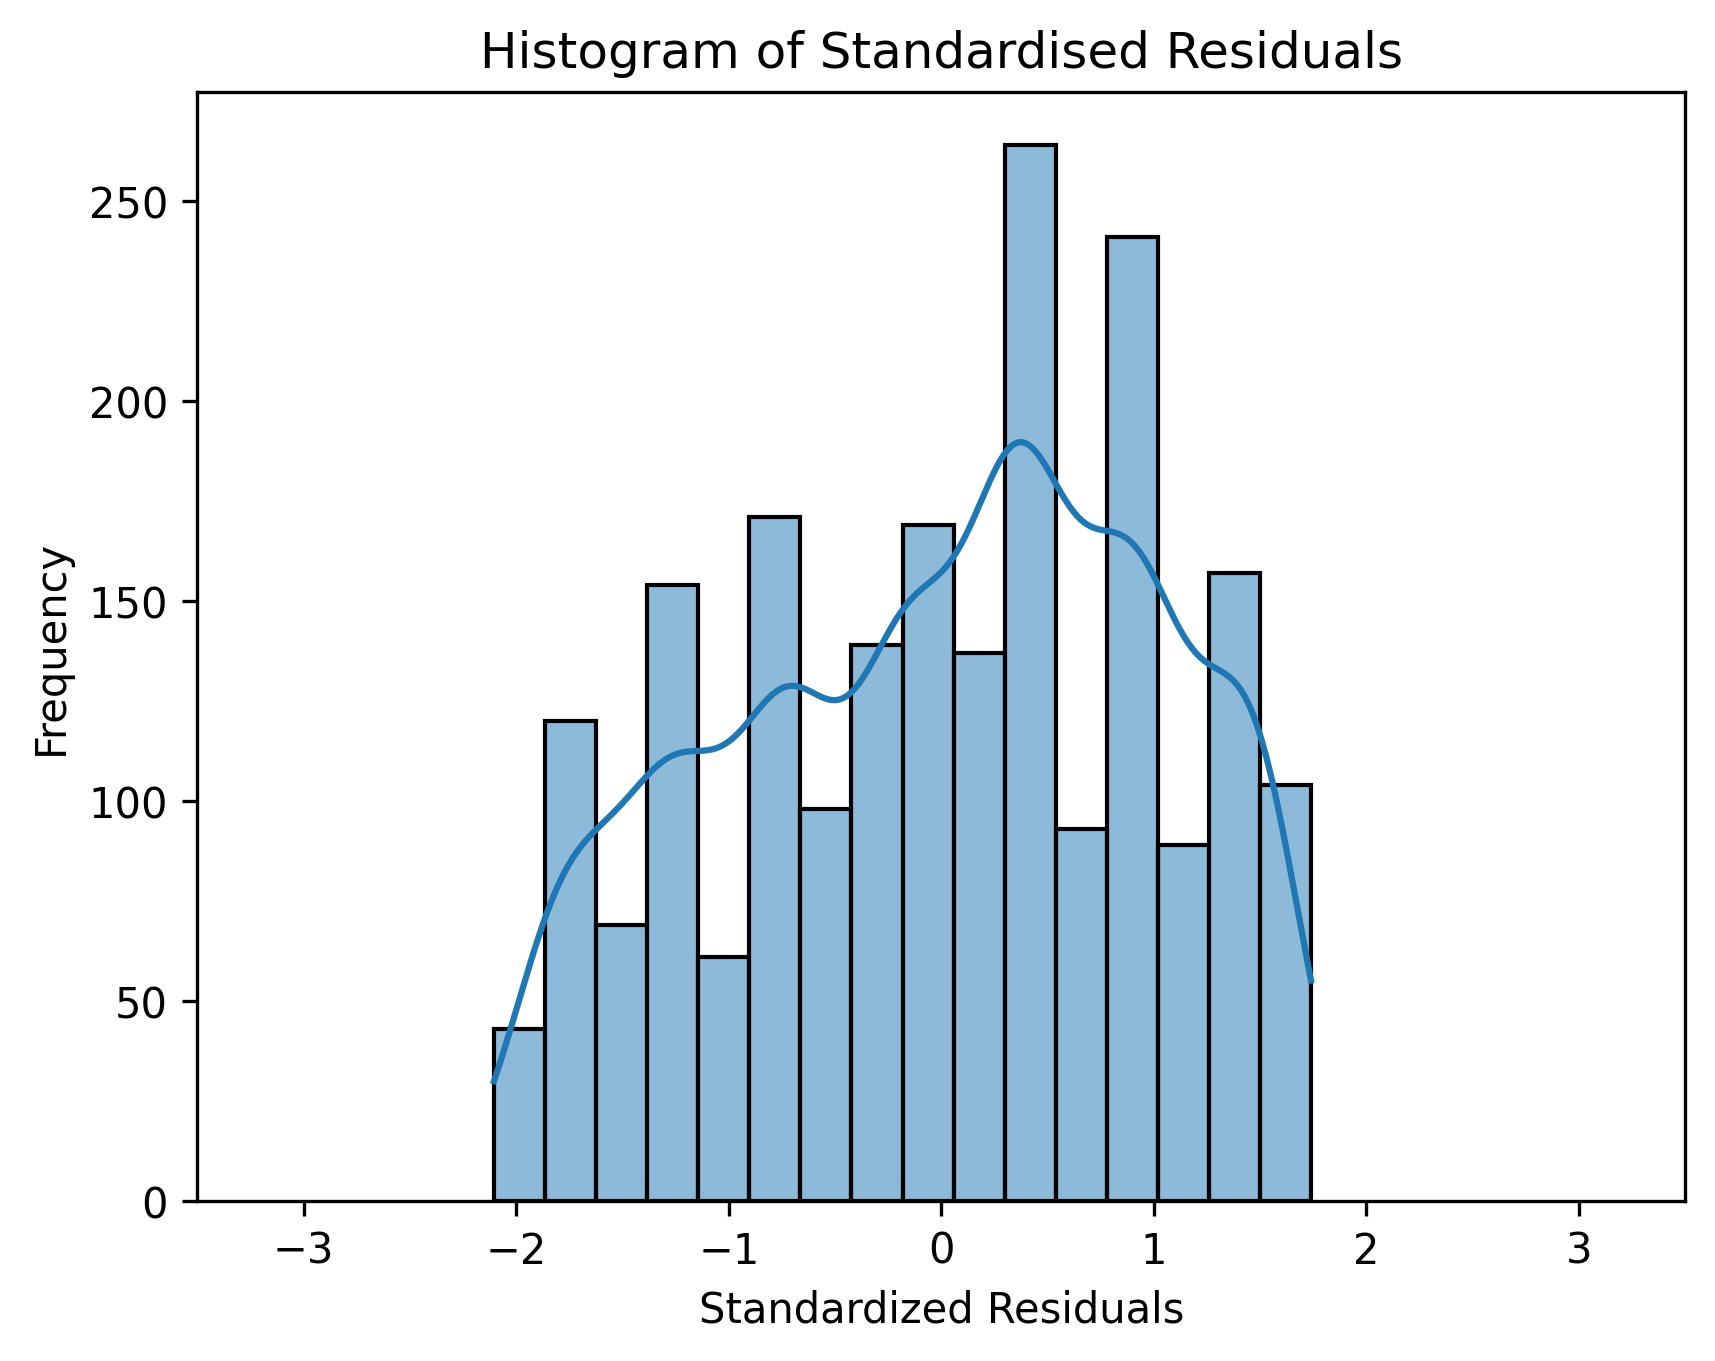 Histogram of Standardised Residuals
250
200
150
100
50
0
Frequency
−3 −2 −1 0 1 2 3
Standardized Residuals